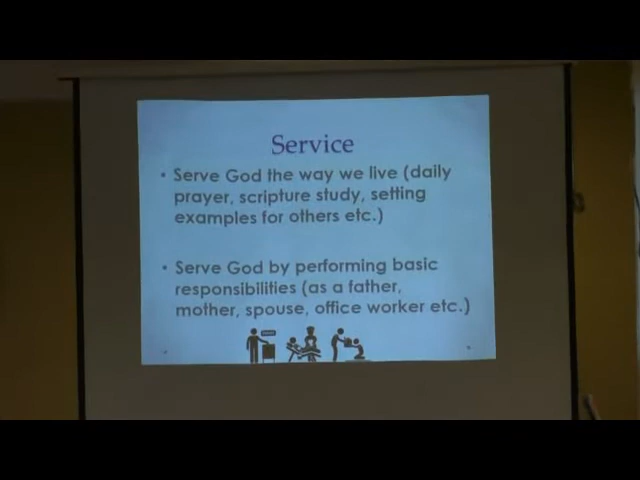 Service
• Serve God the way we live (daily
prayer, scripture study, setting
examples for others etc.)
• Serve God by performing basic
responsibilities (as a father,
mother, spouse, office worker etc.)